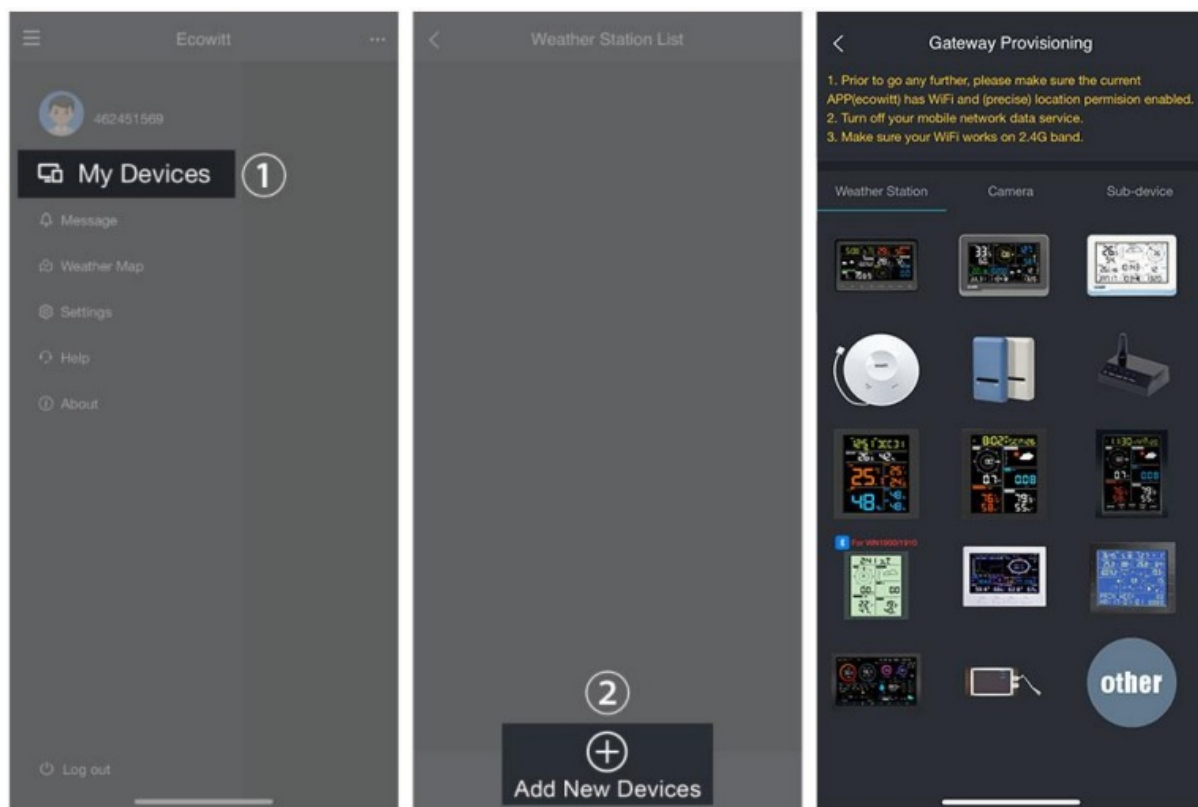 Ecowitt
462451569
My Devices
1
Message
Weather Map
Settings
Help
About
Log out
Weather Station List
2
Add New Devices
Gateway Provisioning
1. Prior to go any further, please make sure the current
APP(ecowitt) has WiFi and (precise) location permision enabled.
2. Turn off your mobile network data service.
3. Make sure your WiFi works on 2.4G band.
Weather Station
Camera
Sub-device
For WN1900/1910
other